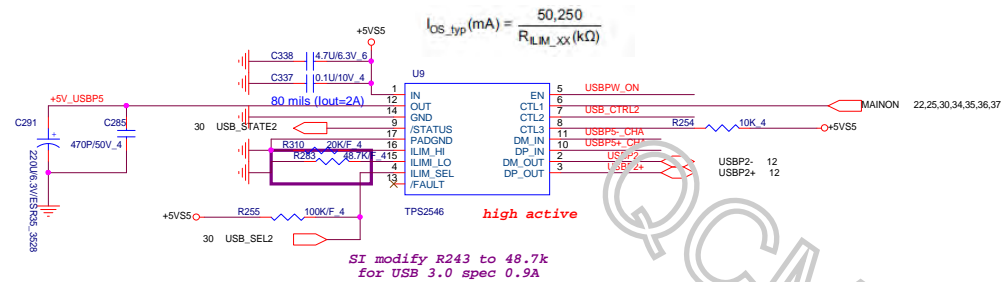 I_OS_typ(mA) = 50,250 / R_ILIM_XX(kΩ)
+5VS5
C338 4.7U/6.3V_6
C337 0.1U/10V_4
U9
+5V_USBP5
80 mils (Iout=2A)
1 IN
12 OUT
14 GND
9 /STATUS
17 PADGND
16 ILIM_HI
15 ILIMI_LO
4 ILIM_SEL
13 /FAULT
EN 5 USBPW_ON
CTL1 6 MAINON 22,25,30,34,35,36,37
CTL2 7 USB_CTRL2
CTL3 8 R254 10K_4 +5VS5
DM_IN 11 USBP5-_CHA
DP_IN 10 USBP5+_CHA
DM_OUT 2 USBP2- USBP2- 12
DP_OUT 3 USBP2+ USBP2+ 12
C291
220U/6.3V/ESR35_3528
C285
470P/50V_4
30 USB_STATE2
R310 20K/F_4
R283 48.7K/F_4
TPS2546
high active
+5VS5 R255 100K/F_4
30 USB_SEL2
SI modify R243 to 48.7k
for USB 3.0 spec 0.9A